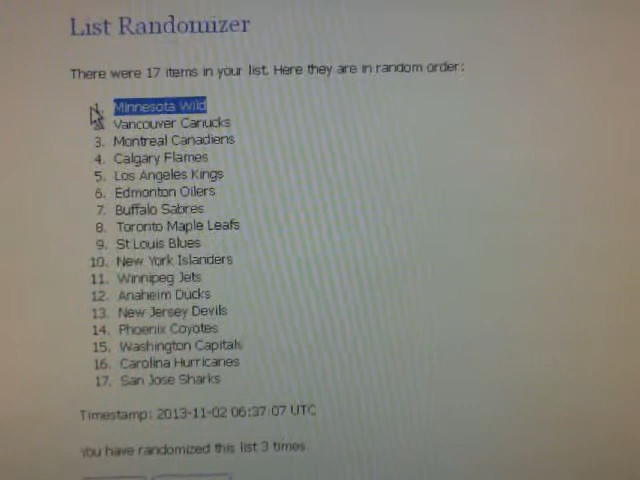 List Randomizer
There were 17 items in your list. Here they are in random order:
Minnesota Wild
Vancouver Canucks
3. Montreal Canadiens
4. Calgary Flames
5. Los Angeles Kings
6. Edmonton Oilers
7. Buffalo Sabres
8. Toronto Maple Leafs
9. St Louis Blues
10. New York Islanders
11. Winnipeg Jets
12. Anaheim Ducks
13. New Jersey Devils
14. Phoenix Coyotes
15. Washington Capitals
16. Carolina Hurricanes
17. San Jose Sharks
Timestamp: 2013-11-02 06:37:07 UTC
You have randomized this list 3 times